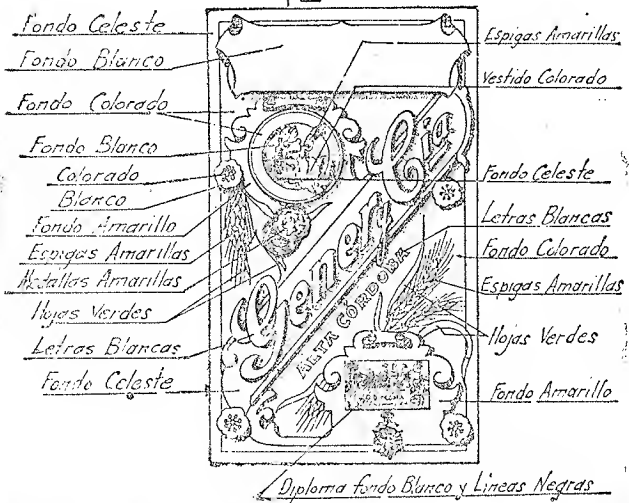 Fondo Celeste
Fondo Blanco
Fondo Colorado
Fondo Blanco
Colorado
Blanco
Fondo Amarillo
Espigas Amarillas
Medallas Amarillas
Hojas Verdes
Letras Blancas
Fondo Celeste
Genera y Cia
ALTA CÓRDOBA
Espigas Amarillas
Vestido Colorado
Fondo Celeste
Letras Blancas
Fondo Colorado
Espigas Amarillas
Hojas Verdes
Fondo Amarillo
Diploma fondo Blanco y Lineas Negras